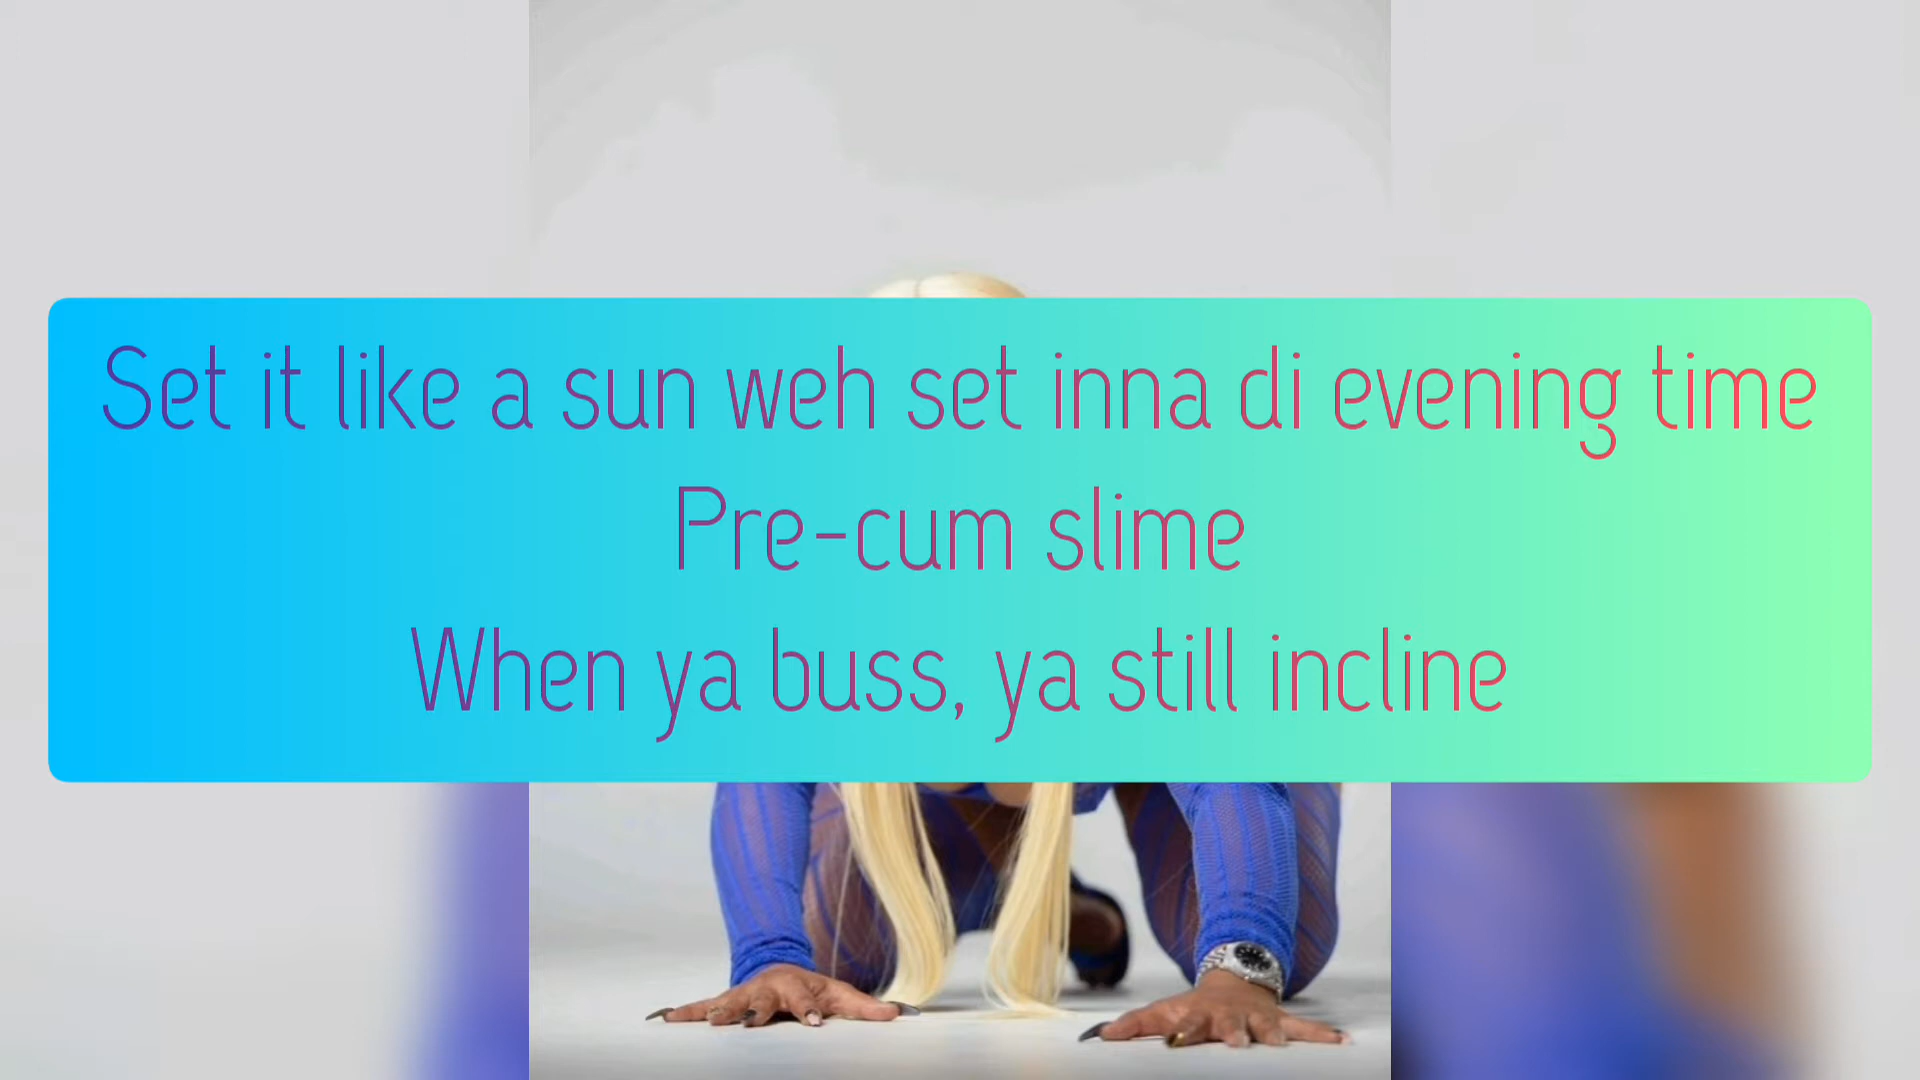 Set it like a sun weh set inna di evening time
Pre-cum slime
When ya buss, ya still incline